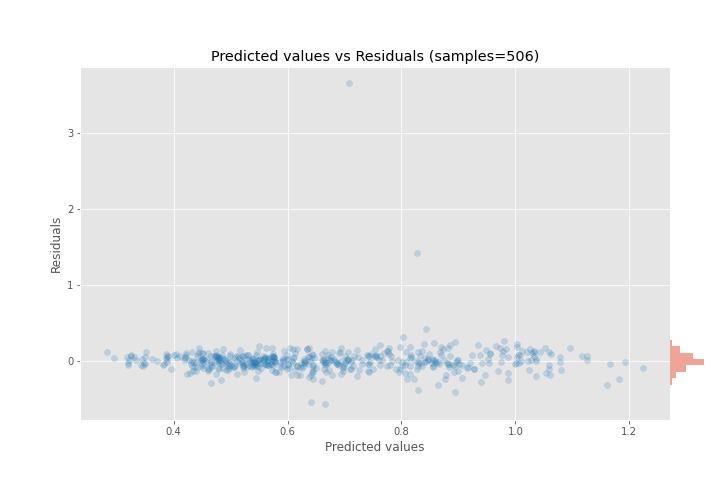 Predicted values vs Residuals (samples=506)
3
2
1
0
Residuals
0.4 0.6 0.8 1.0 1.2
Predicted values